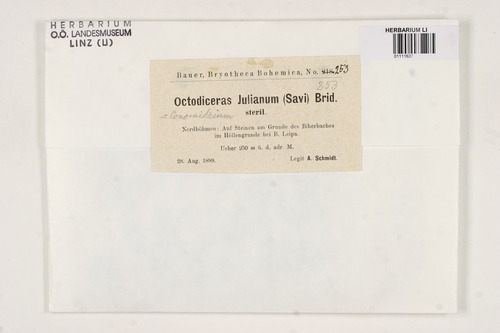 HERBARIUM
O.Ö. LANDESMUSEUM
LINZ (LI)
HERBARIUM LI
Bauer, Bryotheca Bohemica, No. 253
253
Octodiceras Julianum (Savi) Brid.
= Conomitrium
steril.
Nordböhmen: Auf Steinen am Grunde des Biberbaches
im Höllengrunde bei B. Leipa.
Ueber 250 m ü. d. adr. M.
28. Aug. 1899.
Legit A. Schmidt.